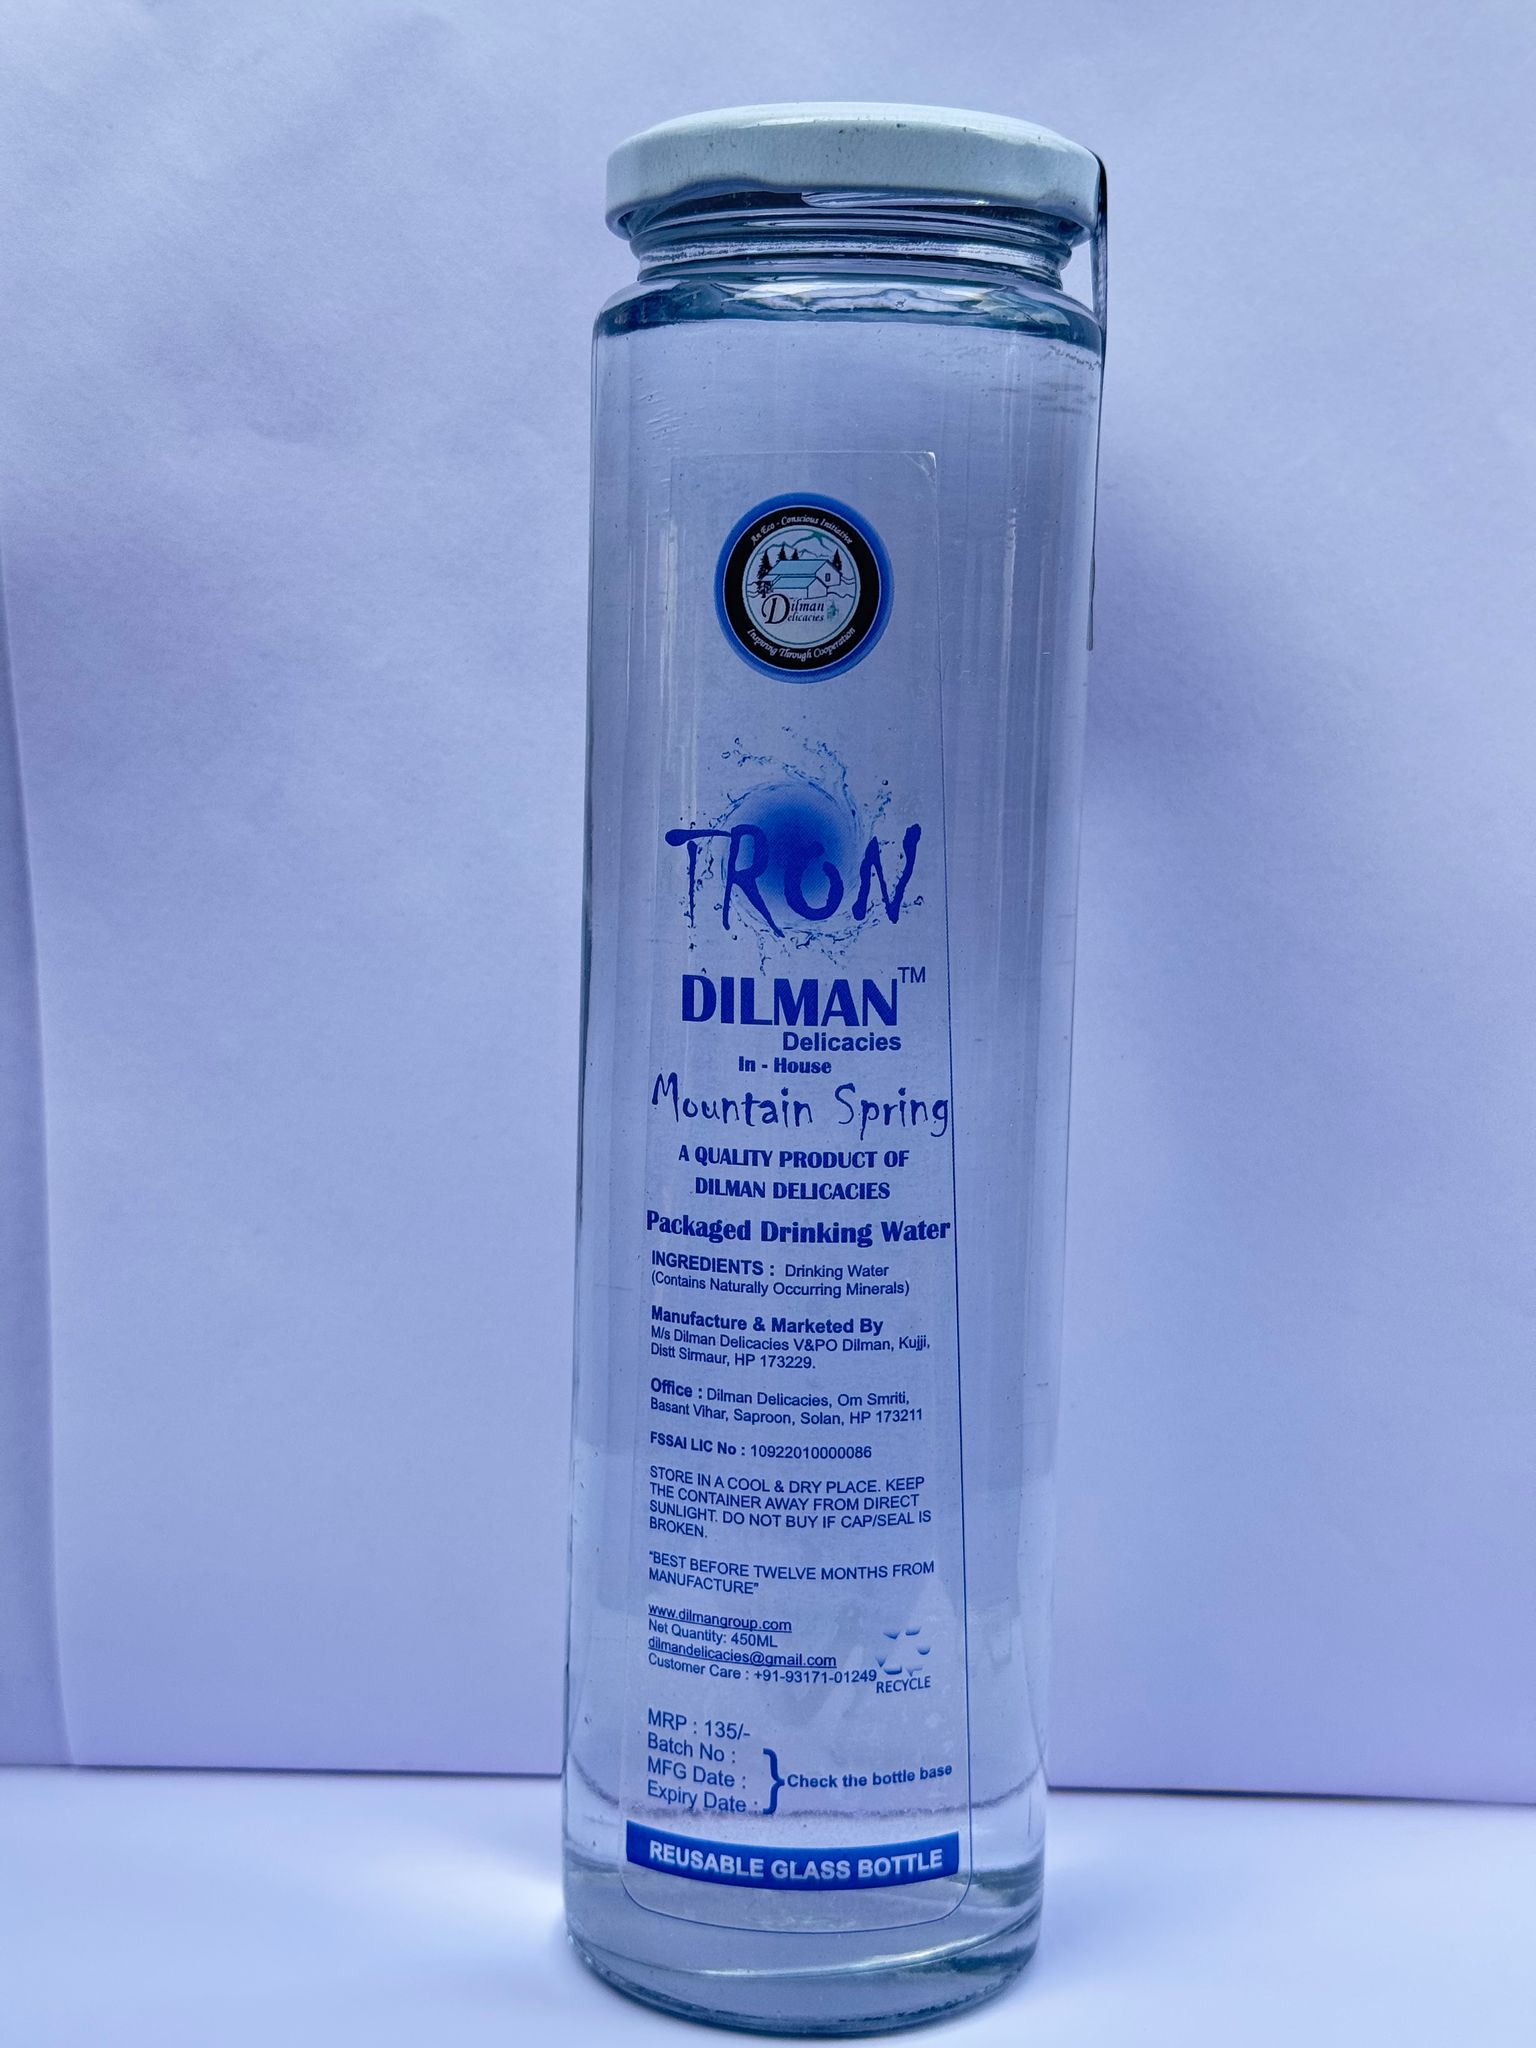 An Eco - Conscious Initiative
Dilman
Delicacies
Inspiring Through Cooperation
TRON
DILMAN™
Delicacies
In - House
Mountain Spring
A QUALITY PRODUCT OF
DILMAN DELICACIES
Packaged Drinking Water
INGREDIENTS : Drinking Water
(Contains Naturally Occurring Minerals)
Manufacture & Marketed By
M/s Dilman Delicacies V&PO Dilman, Kujji,
Distt Sirmaur, HP 173229.
Office : Dilman Delicacies, Om Smriti,
Basant Vihar, Saproon, Solan, HP 173211
FSSAI LIC No : 10922010000086
STORE IN A COOL & DRY PLACE. KEEP
THE CONTAINER AWAY FROM DIRECT
SUNLIGHT. DO NOT BUY IF CAP/SEAL IS
BROKEN.
"BEST BEFORE TWELVE MONTHS FROM
MANUFACTURE"
www.dilmangroup.com
Net Quantity: 450ML
dilmandelicacies@gmail.com
Customer Care : +91-93171-01249
RECYCLE
MRP : 135/-
Batch No :
MFG Date :
Expiry Date :
} Check the bottle base
REUSABLE GLASS BOTTLE